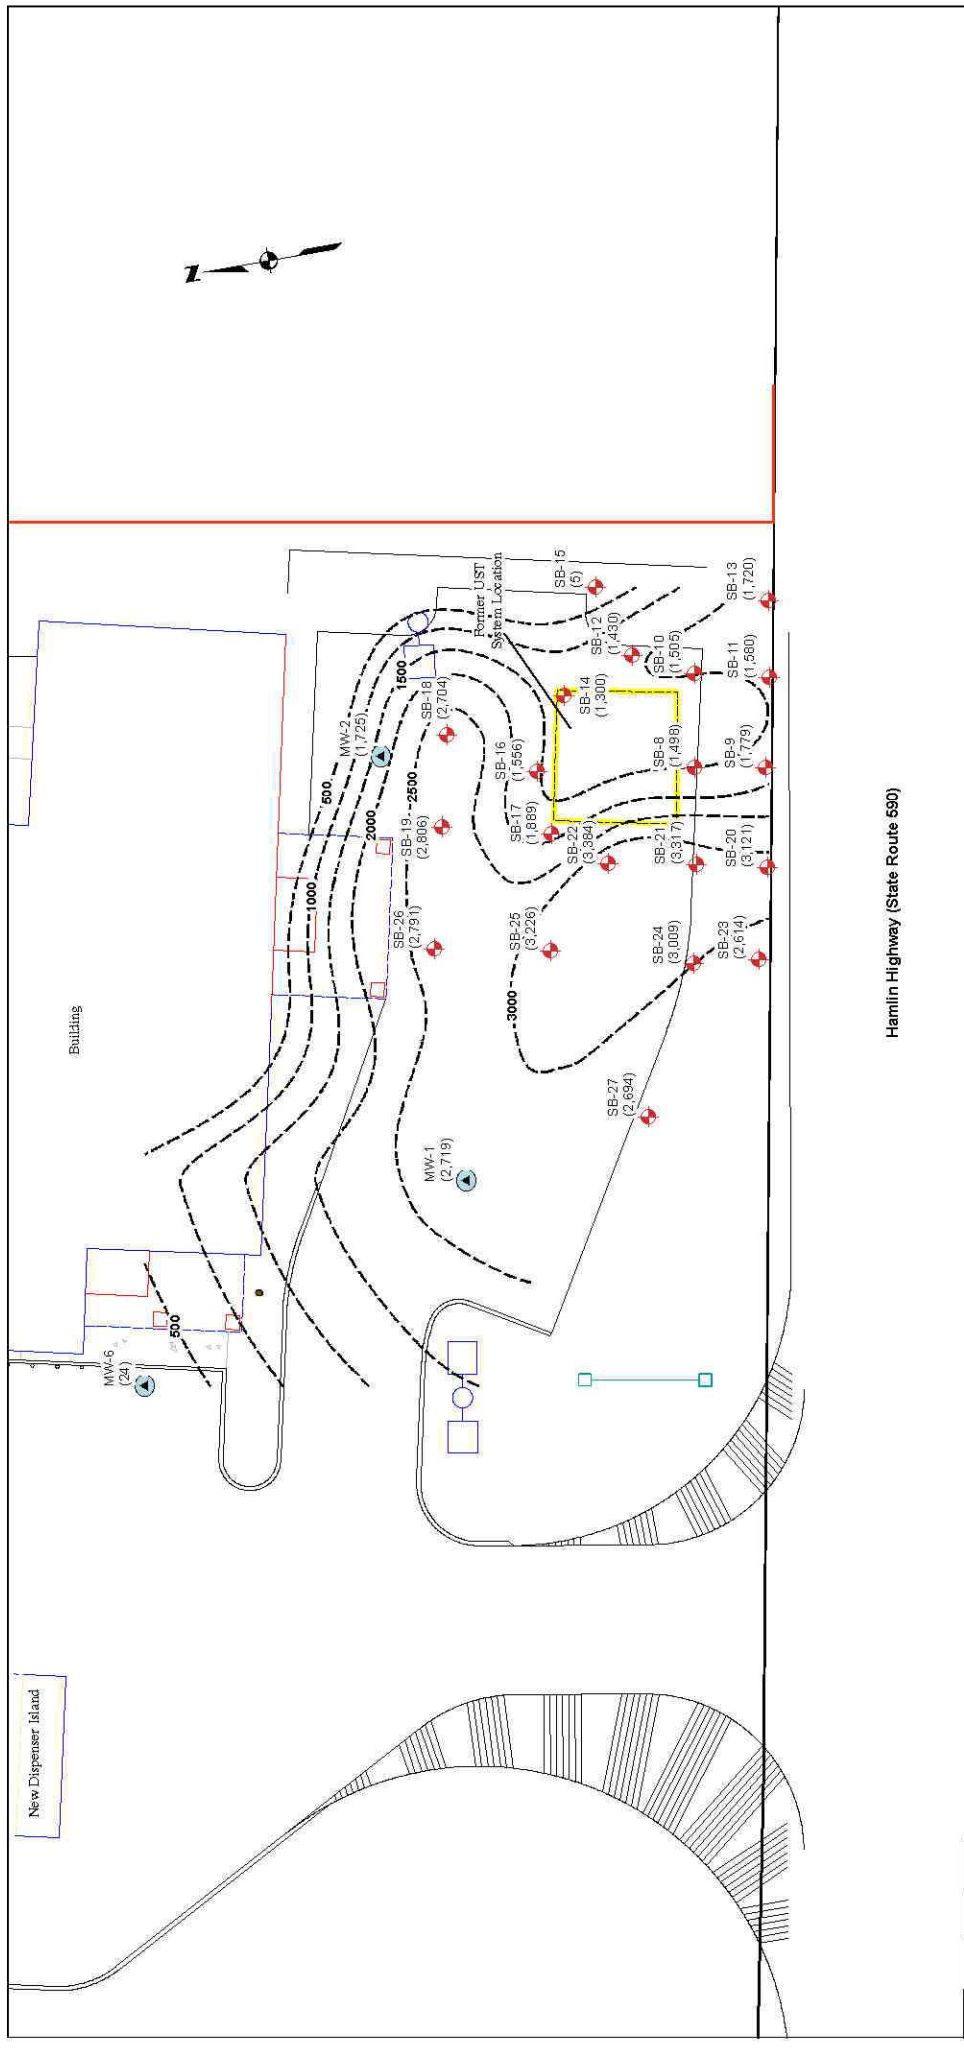 N
SB-15
(5)
Former UST
System Location
SB-13
(1,720)
SB-12
(1,430)
SB-10
(1,505)
SB-11
(1,580)
1500
SB-18
(2,704)
SB-14
(1,300)
MW-2
(1,725)
SB-16
(1,556)
SB-8
(1,498)
SB-9
(1,779)
500
2500
2000
SB-19
(2,806)
SB-17
(1,889)
SB-22
(3,384)
SB-21
(3,317)
SB-20
(3,121)
Hamlin Highway (State Route 590)
1000
SB-26
(2,791)
SB-25
(3,226)
SB-24
(3,009)
SB-23
(2,614)
Building
3000
SB-27
(2,694)
MW-1
(2,719)
500
MW-6
(24)
New Dispenser Island